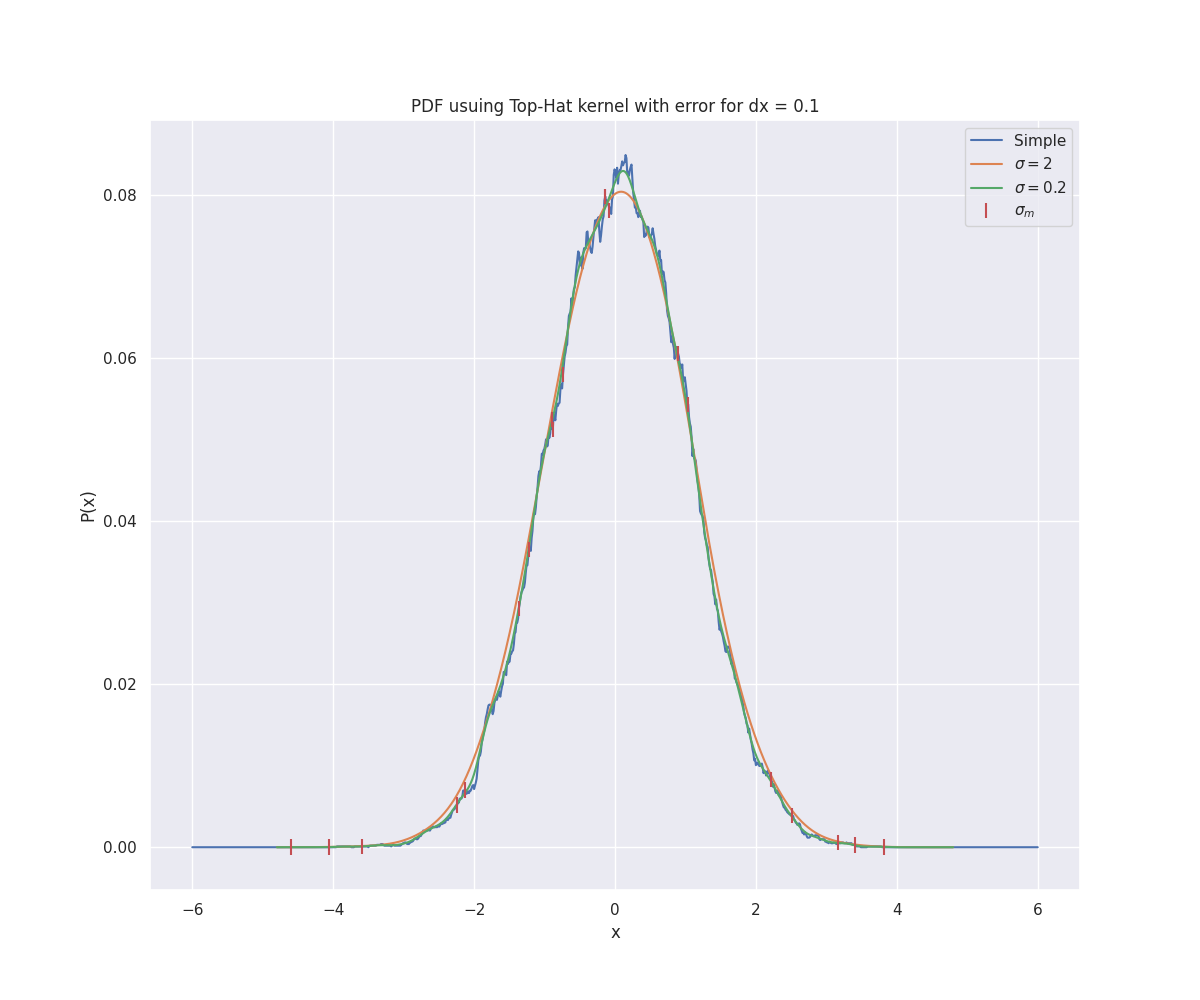 PDF usuing Top-Hat kernel with error for dx = 0.1
Simple
σ = 2
σ = 0.2
σm
0.08
0.06
0.04
0.02
0.00
P(x)
−6 −4 −2 0 2 4 6
x